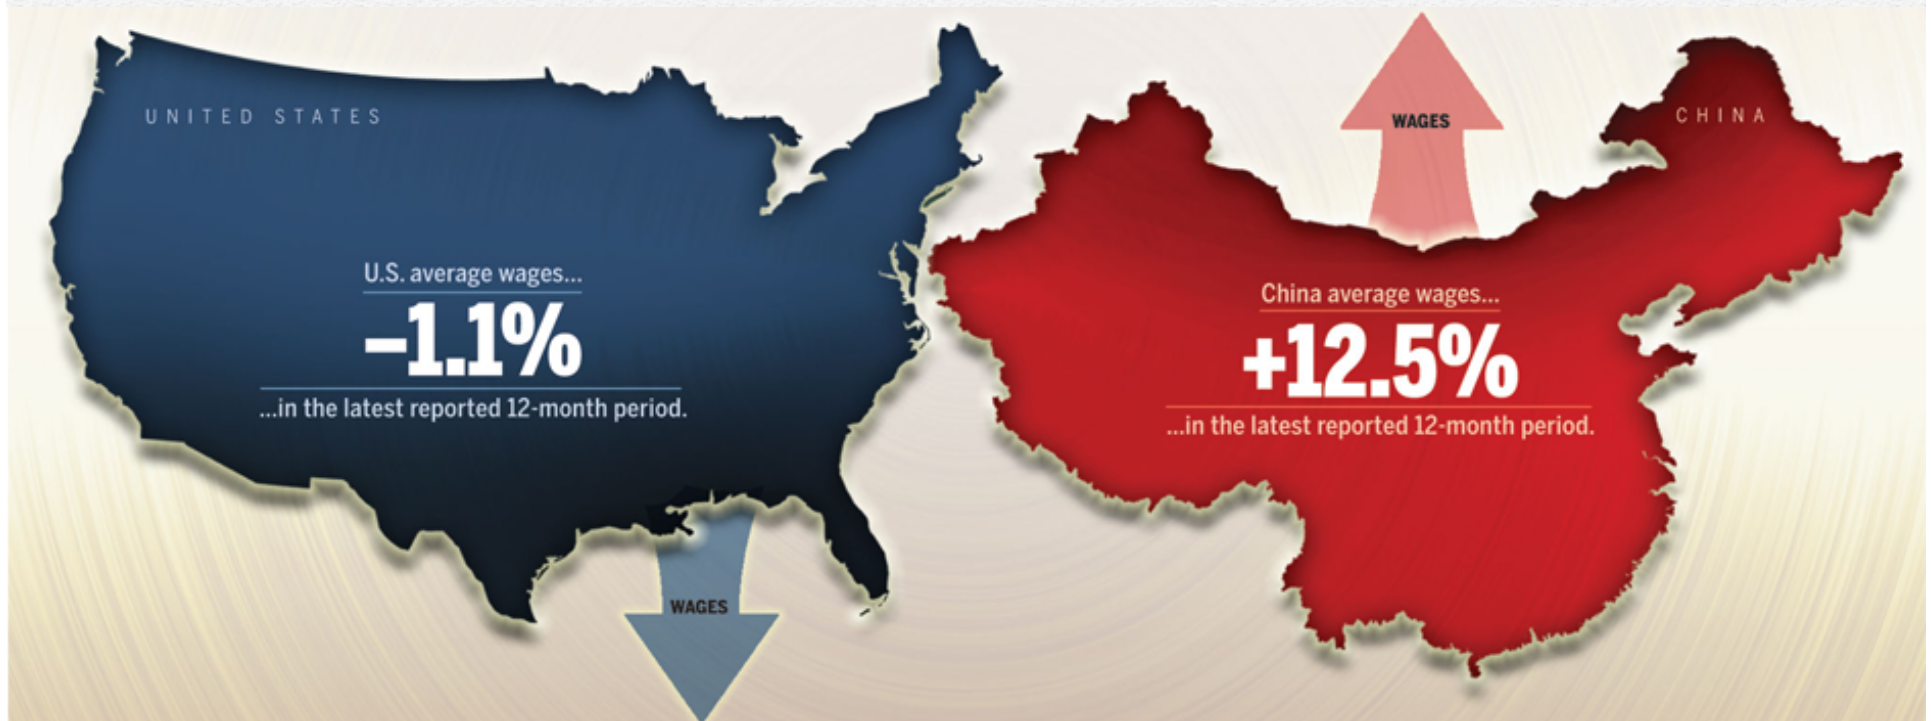 UNITED STATES
U.S. average wages...
–1.1%
...in the latest reported 12-month period.
WAGES
WAGES
CHINA
China average wages...
+12.5%
...in the latest reported 12-month period.